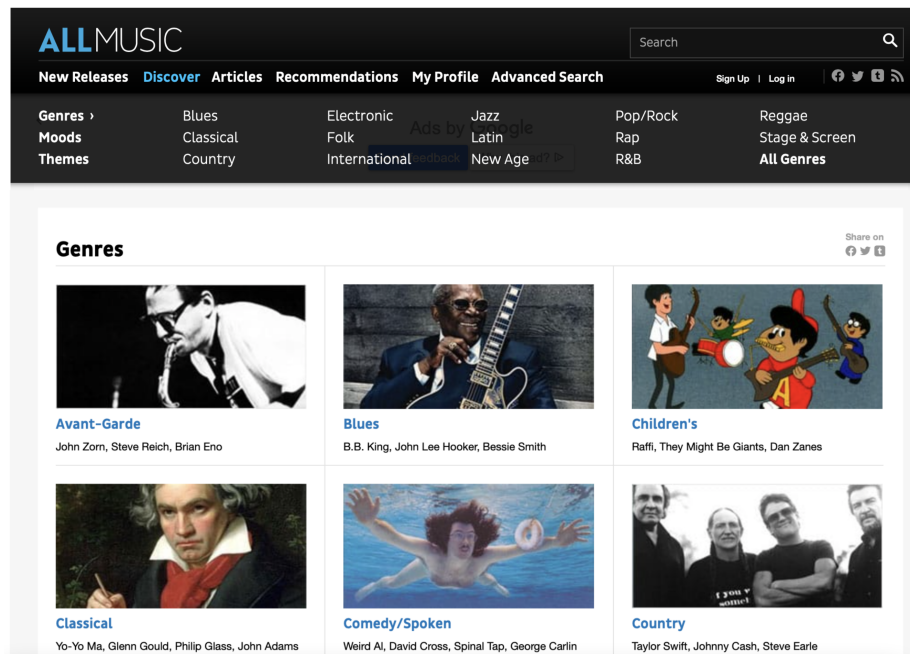 ALLMUSIC
Search
New Releases Discover Articles Recommendations My Profile Advanced Search
Sign Up | Log in
Genres › Blues Electronic Jazz Pop/Rock Reggae
Moods Classical Folk Latin Rap Stage & Screen
Themes Country International New Age R&B All Genres
Ads by Google
Genres
Share on
A
Avant-Garde Blues Children's
John Zorn, Steve Reich, Brian Eno B.B. King, John Lee Hooker, Bessie Smith Raffi, They Might Be Giants, Dan Zanes
Classical Comedy/Spoken Country
Yo-Yo Ma, Glenn Gould, Philip Glass, John Adams Weird Al, David Cross, Spinal Tap, George Carlin Taylor Swift, Johnny Cash, Steve Earle